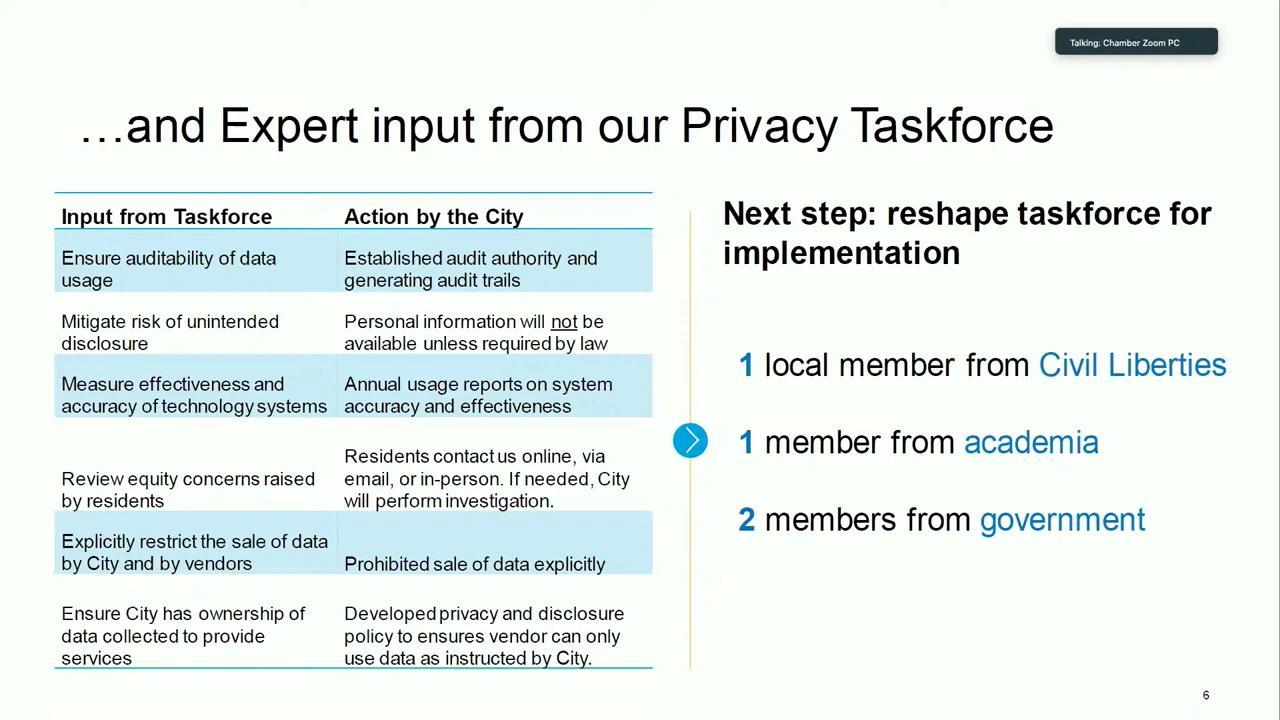 Talking: Chamber Zoom PC
…and Expert input from our Privacy Taskforce
Input from Taskforce
Action by the City
Ensure auditability of data
usage
Established audit authority and
generating audit trails
Mitigate risk of unintended
disclosure
Personal information will not be
available unless required by law
Measure effectiveness and
accuracy of technology systems
Annual usage reports on system
accuracy and effectiveness
Review equity concerns raised
by residents
Residents contact us online, via
email, or in-person. If needed, City
will perform investigation.
Explicitly restrict the sale of data
by City and by vendors
Prohibited sale of data explicitly
Ensure City has ownership of
data collected to provide
services
Developed privacy and disclosure
policy to ensures vendor can only
use data as instructed by City.
Next step: reshape taskforce for
implementation
1 local member from Civil Liberties
1 member from academia
2 members from government
6